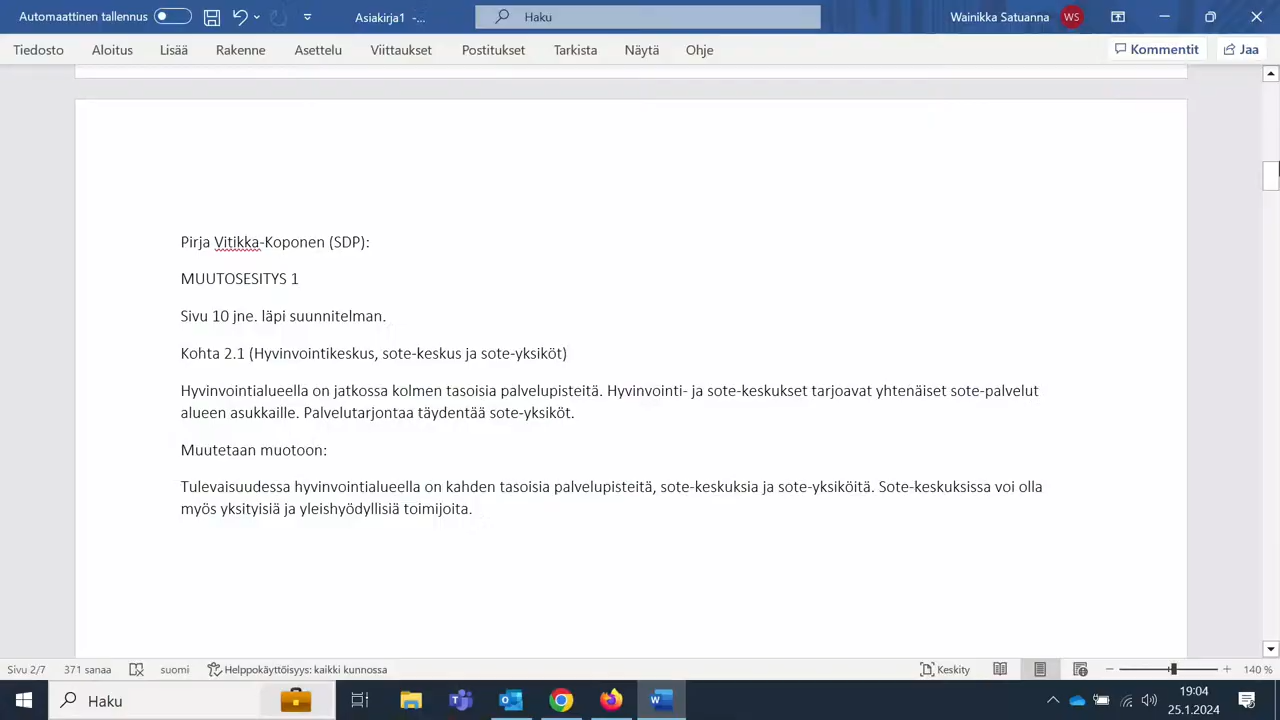 Automaattinen tallennus
Asiakirja1 -...
Haku
Wainikka Satuanna
WS
Tiedosto
Aloitus
Lisää
Rakenne
Asettelu
Viittaukset
Postitukset
Tarkista
Näytä
Ohje
Kommentit
Jaa
Pirja Vitikka-Koponen (SDP):
MUUTOSESITYS 1
Sivu 10 jne. läpi suunnitelman.
Kohta 2.1 (Hyvinvointikeskus, sote-keskus ja sote-yksiköt)
Hyvinvointialueella on jatkossa kolmen tasoisia palvelupisteitä. Hyvinvointi- ja sote-keskukset tarjoavat yhtenäiset sote-palvelut
alueen asukkaille. Palvelutarjontaa täydentää sote-yksiköt.
Muutetaan muotoon:
Tulevaisuudessa hyvinvointialueella on kahden tasoisia palvelupisteitä, sote-keskuksia ja sote-yksiköitä. Sote-keskuksissa voi olla
myös yksityisiä ja yleishyödyllisiä toimijoita.
Sivu 2/7
371 sanaa
suomi
Helppokäyttöisyys: kaikki kunnossa
Keskity
140 %
Haku
19:04
25.1.2024